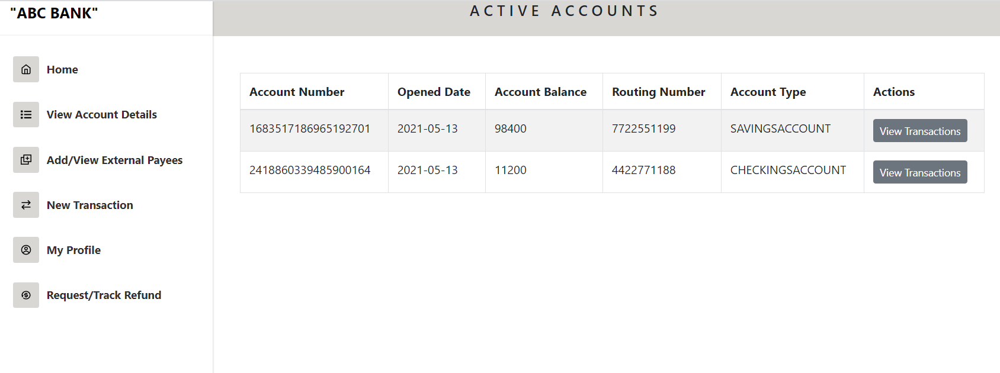 "ABC BANK"
ACTIVE ACCOUNTS
Home
View Account Details
Add/View External Payees
New Transaction
My Profile
Request/Track Refund
Account Number Opened Date Account Balance Routing Number Account Type Actions
1683517186965192701 2021-05-13 98400 7722551199 SAVINGSACCOUNT View Transactions
2418860339485900164 2021-05-13 11200 4422771188 CHECKINGSACCOUNT View Transactions